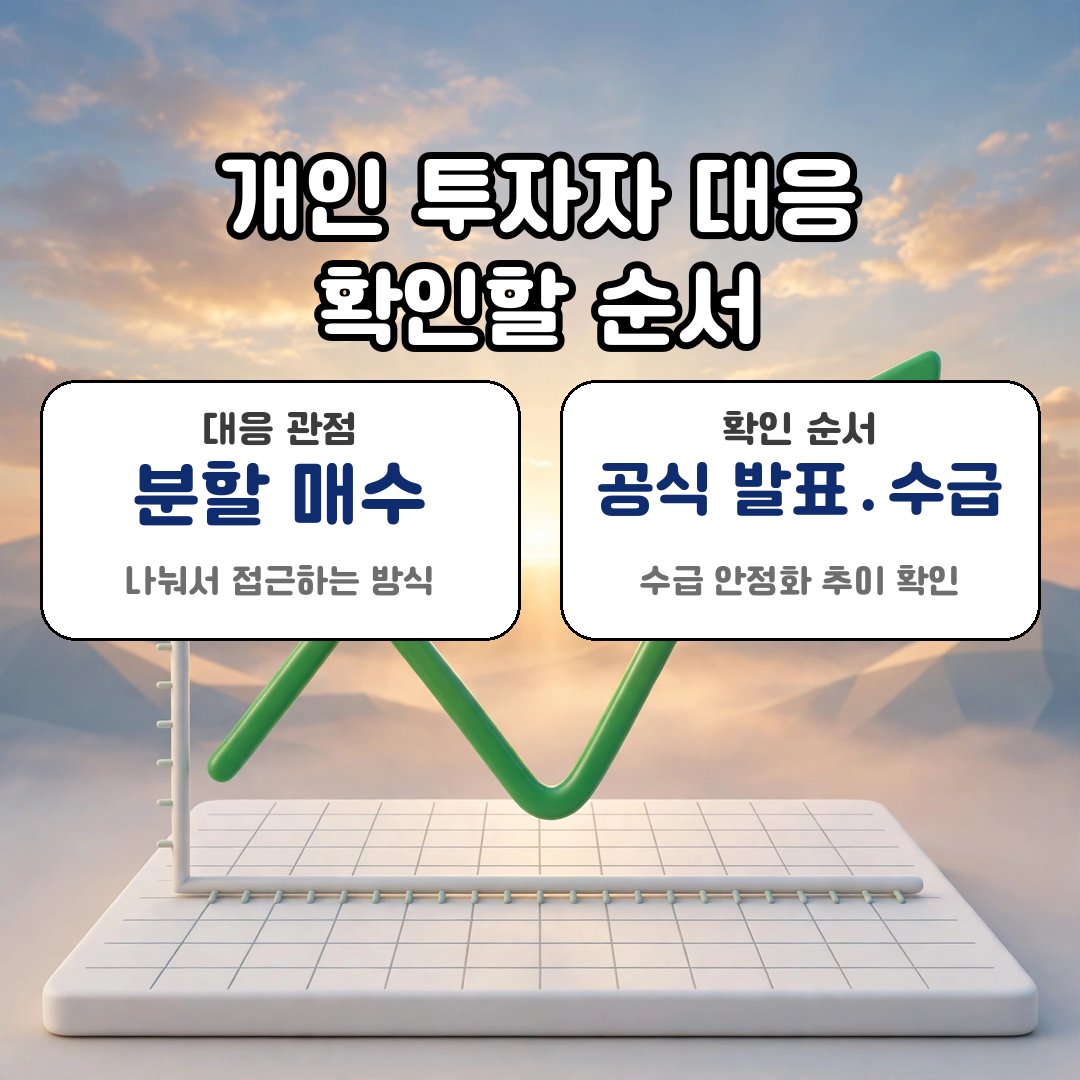 개인 투자자 대응
확인할 순서
대응 관점
분할 매수
나눠서 접근하는 방식
확인 순서
공식 발표.수급
수급 안정화 추이 확인